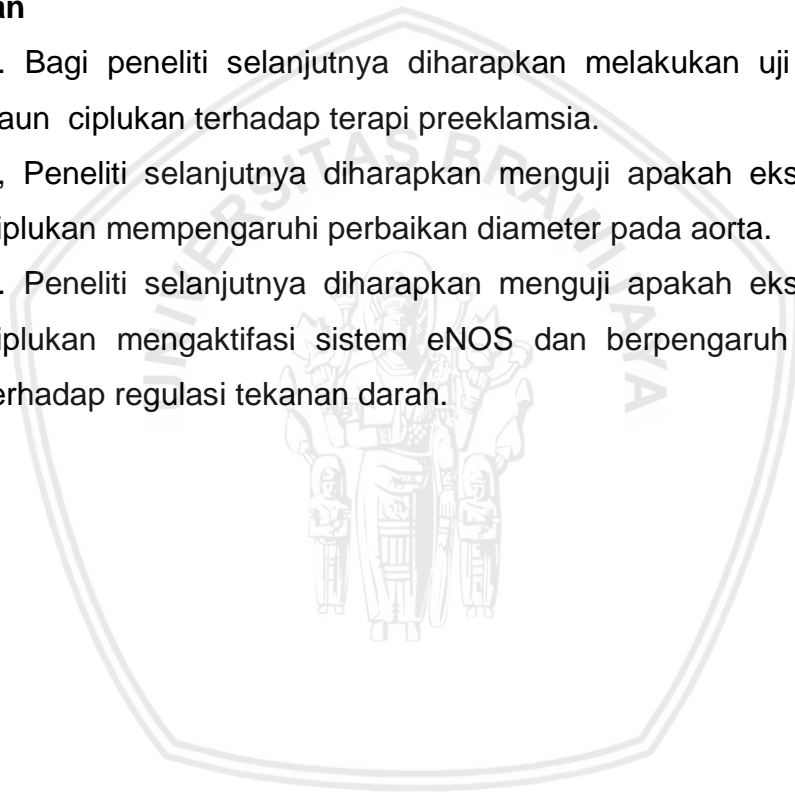 an
. Bagi peneliti selanjutnya diharapkan melakukan uji
aun ciplukan terhadap terapi preeklamsia.
, Peneliti selanjutnya diharapkan menguji apakah eks
iplukan mempengaruhi perbaikan diameter pada aorta.
. Peneliti selanjutnya diharapkan menguji apakah eks
iplukan mengaktifasi sistem eNOS dan berpengaruh
erhadap regulasi tekanan darah.
UNIVERSITAS BRAWIJAYA